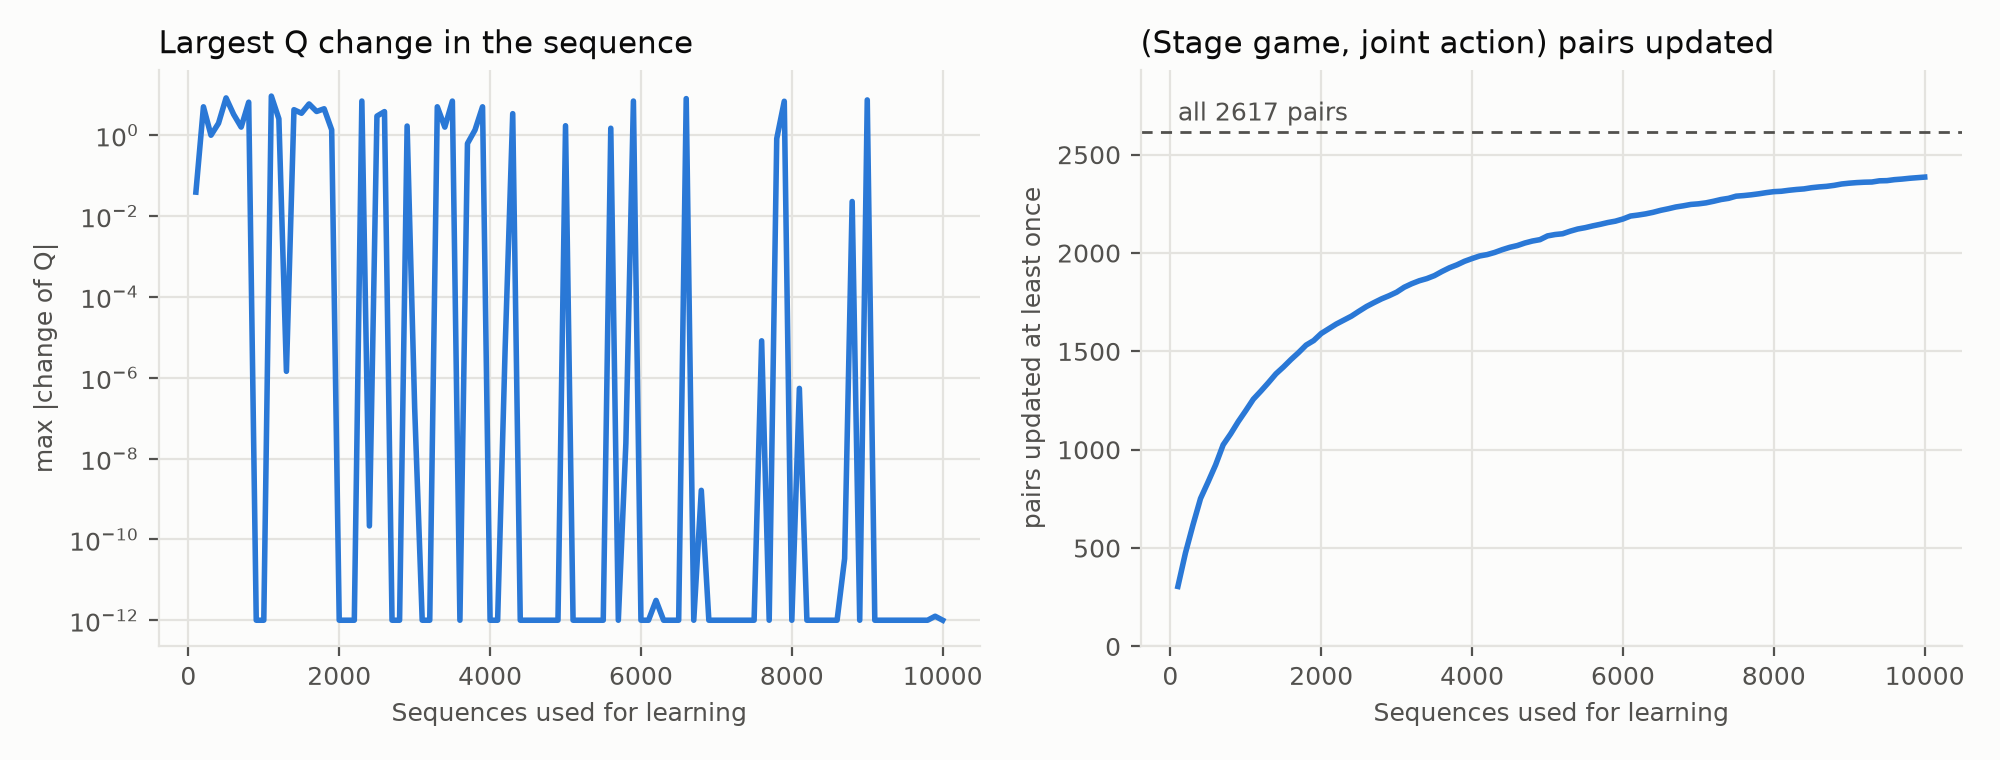 Largest Q change in the sequence
max |change of Q|
10⁰
10⁻²
10⁻⁴
10⁻⁶
10⁻⁸
10⁻¹⁰
10⁻¹²
0 2000 4000 6000 8000 10000
Sequences used for learning
(Stage game, joint action) pairs updated
pairs updated at least once
all 2617 pairs
2500
2000
1500
1000
500
0
0 2000 4000 6000 8000 10000
Sequences used for learning